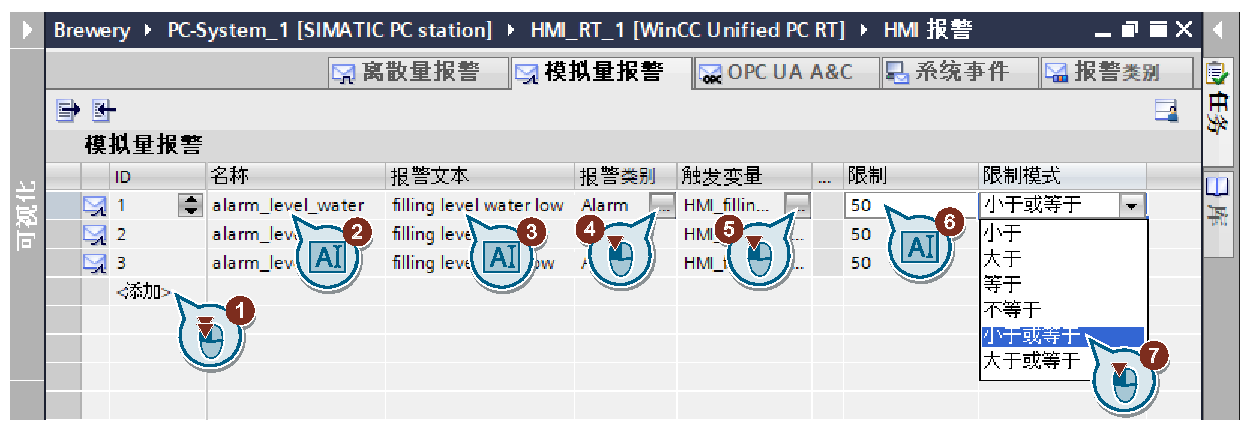 Brewery ▸ PC-System_1 [SIMATIC PC station] ▸ HMI_RT_1 [WinCC Unified PC RT] ▸ HMI 报警
离散量报警 模拟量报警 OPC UA A&C 系统事件 报警类别
模拟量报警
ID 名称 报警文本 报警类别 触发变量 ... 限制 限制模式
1 alarm_level_water filling level water low Alarm ... HMI_fillin... ... 50 小于或等于
2 alarm_lev filling leve HMI_ ... 50
3 alarm_lev filling leve ow HMI_ ... 50
<添加>
小于
大于
等于
不等于
小于或等于
大于或等于
1
2
AI
3
AI
4
5
6
AI
7
可视化
任务
库